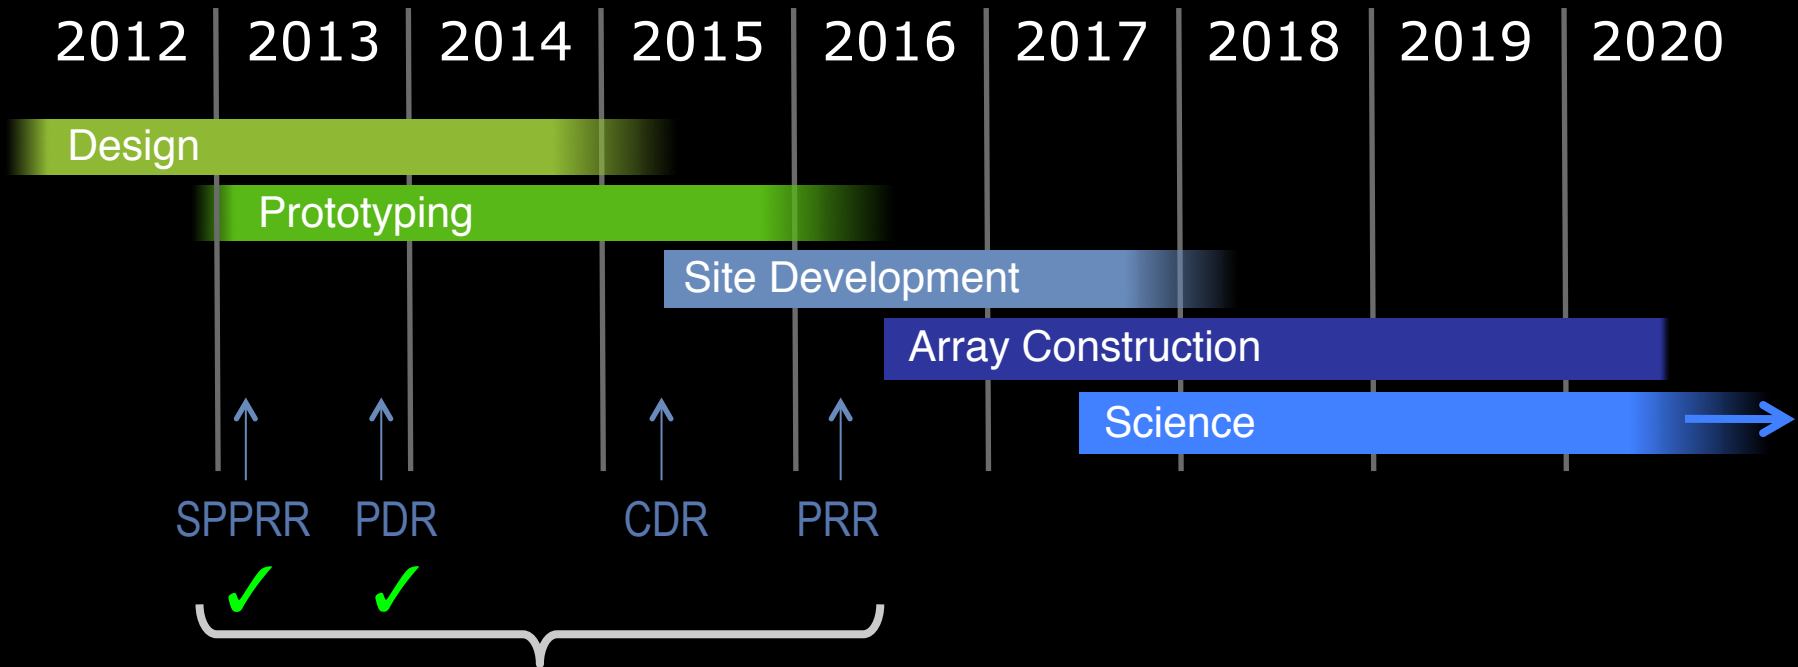 2012 2013 2014 2015 2016 2017 2018 2019 2020
Design
Prototyping
Site Development
Array Construction
Science
SPPRR PDR CDR PRR